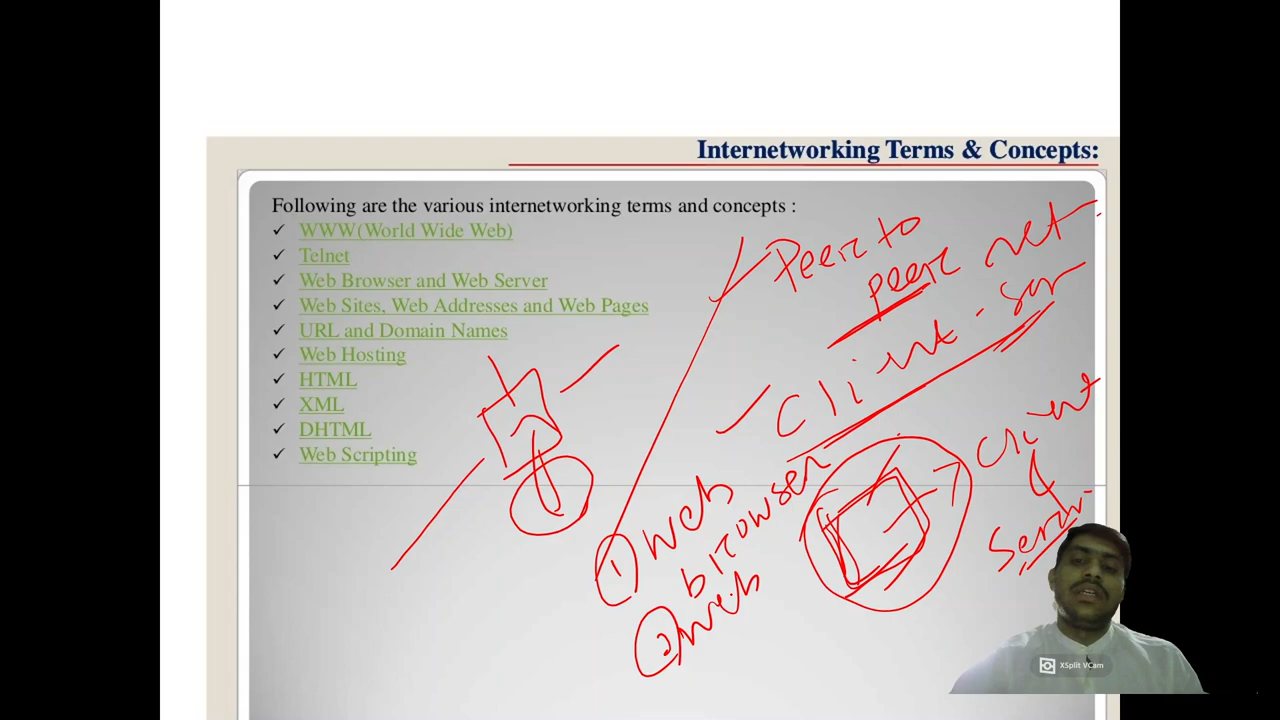 Internetworking Terms & Concepts:
Following are the various internetworking terms and concepts :
✓ WWW(World Wide Web)
✓ Telnet
✓ Web Browser and Web Server
✓ Web Sites, Web Addresses and Web Pages
✓ URL and Domain Names
✓ Web Hosting
✓ HTML
✓ XML
✓ DHTML
✓ Web Scripting
Peer to
peer net.
Client - Ser
Client
&
Server
① web
browser
② web
XSplit VCam